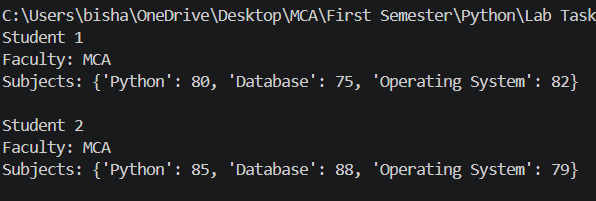 C:\Users\bisha\OneDrive\Desktop\MCA\First Semester\Python\Lab Task
Student 1
Faculty: MCA
Subjects: {'Python': 80, 'Database': 75, 'Operating System': 82}
Student 2
Faculty: MCA
Subjects: {'Python': 85, 'Database': 88, 'Operating System': 79}